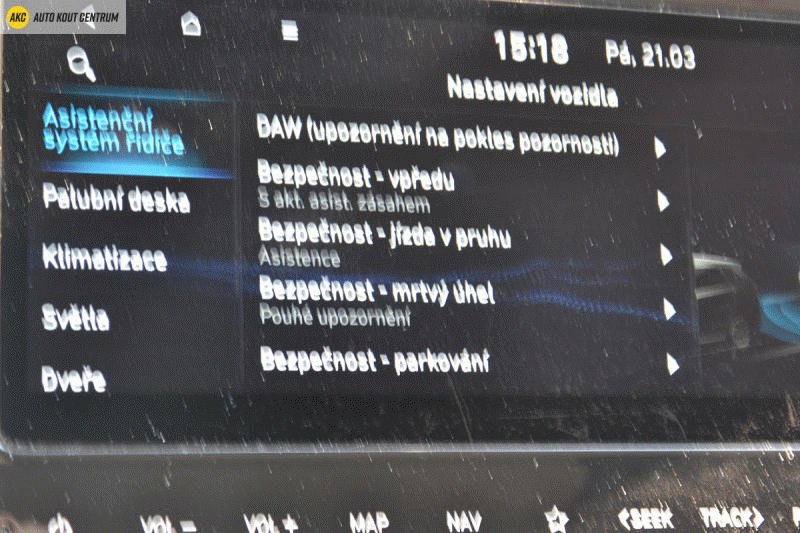 AKC AUTO KOUT CENTRUM
15:18 Pá, 21.03
Nastavení vozidla
Asistenční
systém řidiče
Palubní deska
Klimatizace
Světla
Dveře
DAW (upozornění na pokles pozornosti)
Bezpečnost - vpředu
S akt. asist. zásahem
Bezpečnost - jízda v pruhu
Asistence
Bezpečnost - mrtvý úhel
Pouhé upozornění
Bezpečnost - parkování
VOL - VOL + MAP NAV <SEEK TRACK>